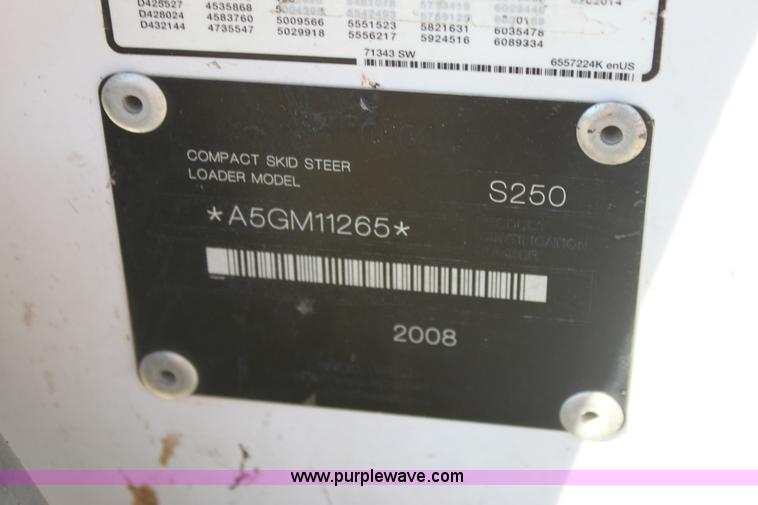 D425527 4535868
D428024 4583760 5009566 5551523 5821631 6035478
D432144 4735547 5029918 5556217 5924516 6089334
71343 SW 6557224K enUS
COMPACT SKID STEER
LOADER MODEL S250
*A5GM11265*
2008
www.purplewave.com